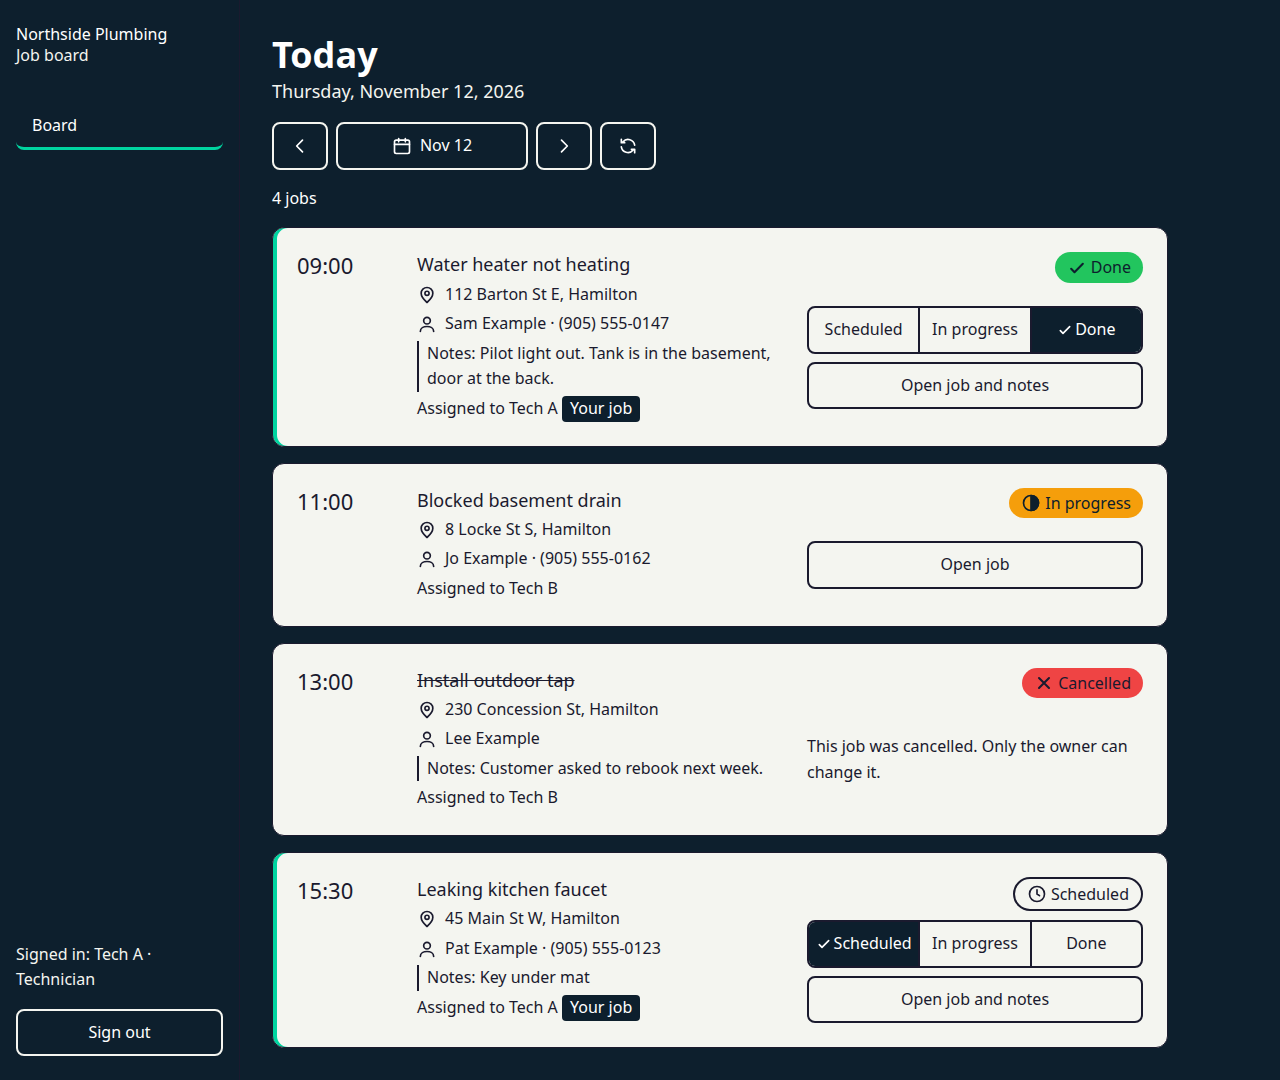 Northside Plumbing
Job board
Board
Signed in: Tech A ·
Technician
Sign out
Today
Thursday, November 12, 2026
Nov 12
4 jobs
09:00
Water heater not heating
112 Barton St E, Hamilton
Sam Example · (905) 555-0147
Notes: Pilot light out. Tank is in the basement,
door at the back.
Assigned to Tech A Your job
Done
Scheduled In progress Done
Open job and notes
11:00
Blocked basement drain
8 Locke St S, Hamilton
Jo Example · (905) 555-0162
Assigned to Tech B
In progress
Open job
13:00
Install outdoor tap
230 Concession St, Hamilton
Lee Example
Notes: Customer asked to rebook next week.
Assigned to Tech B
Cancelled
This job was cancelled. Only the owner can
change it.
15:30
Leaking kitchen faucet
45 Main St W, Hamilton
Pat Example · (905) 555-0123
Notes: Key under mat
Assigned to Tech A Your job
Scheduled
Scheduled In progress Done
Open job and notes